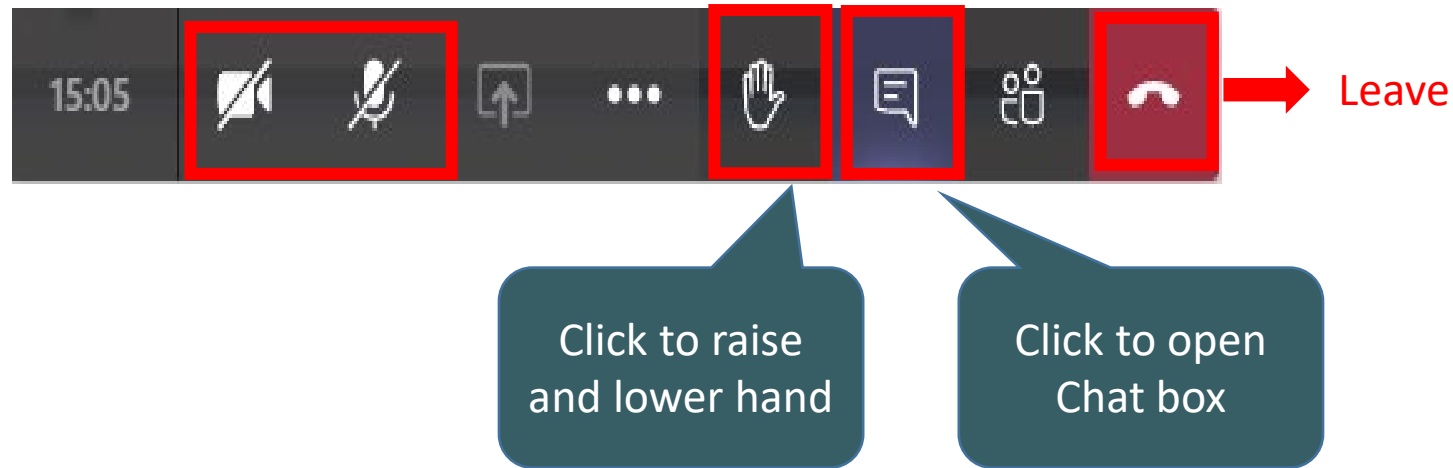 15:05
Leave
Click to raise
and lower hand
Click to open
Chat box